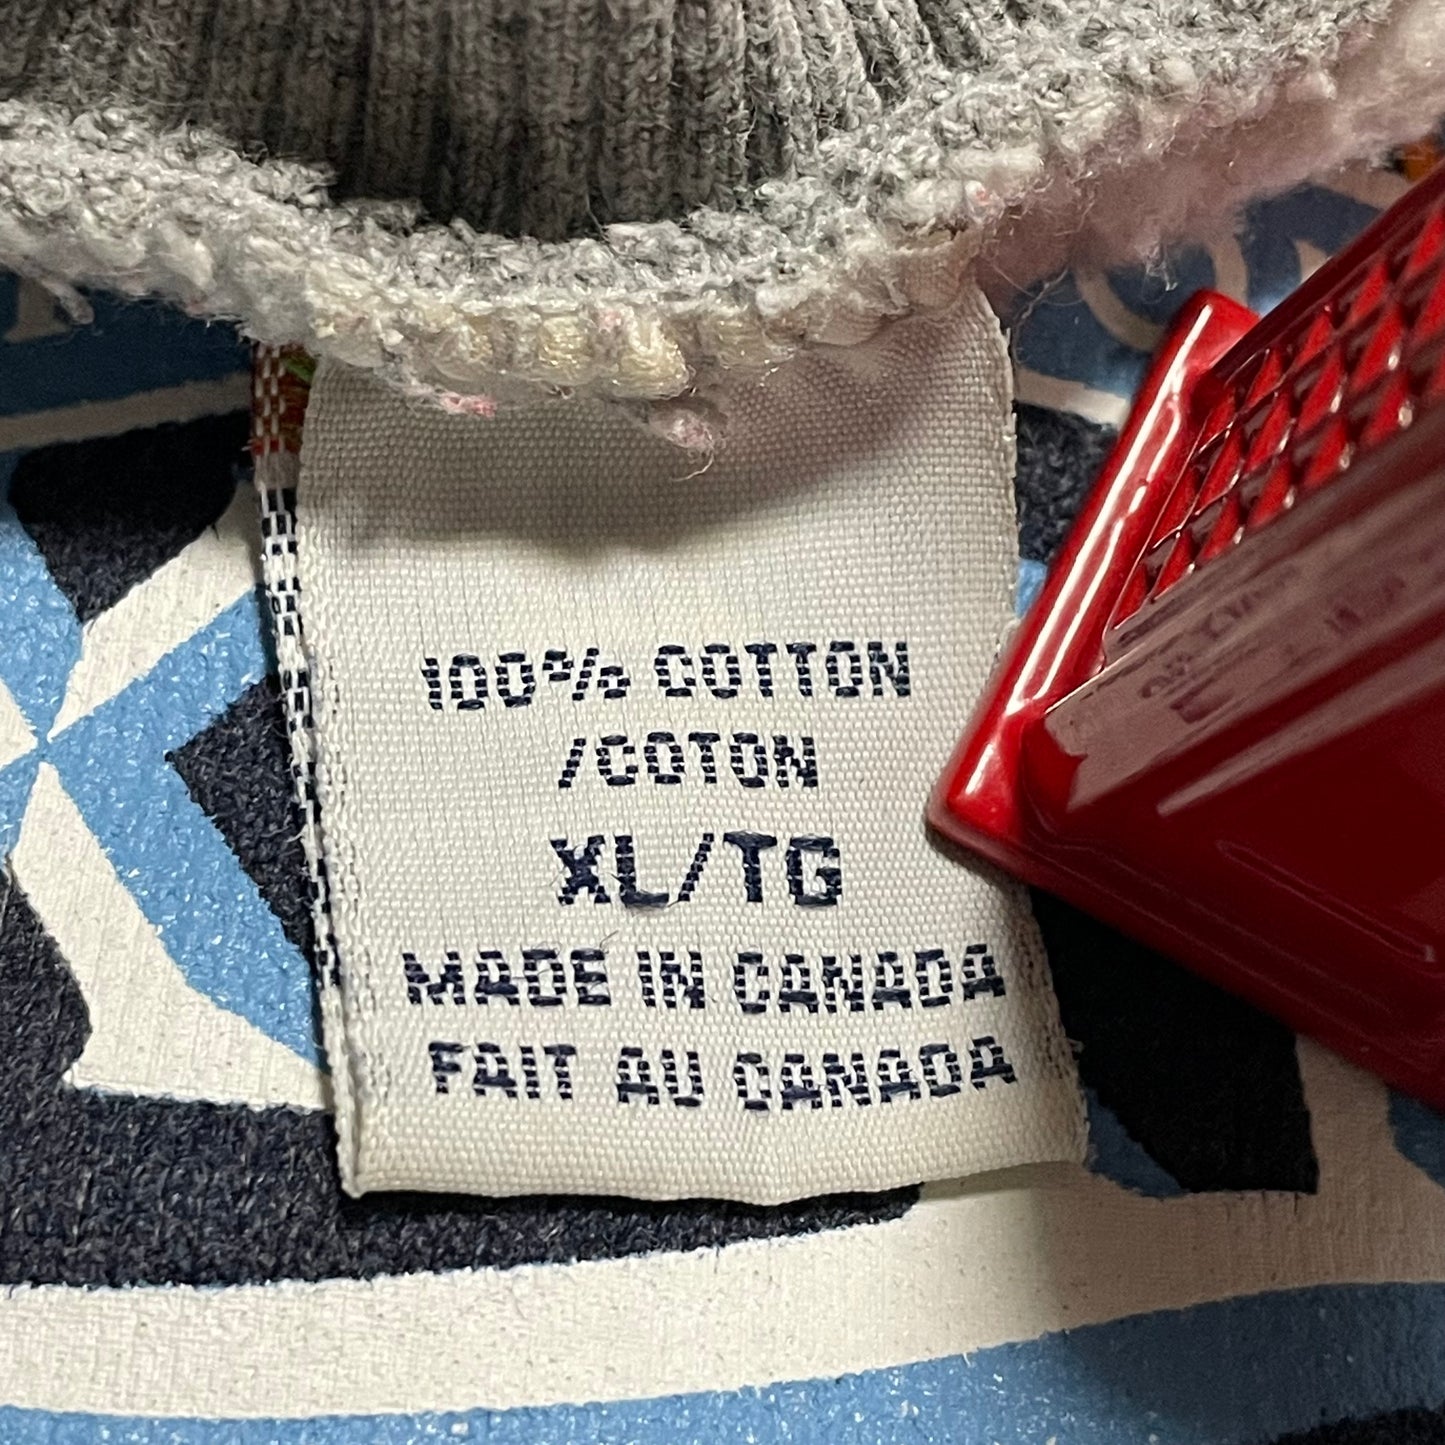 100% COTTON
/COTON
XL/TG
MADE IN CANADA
FAIT AU CANADA